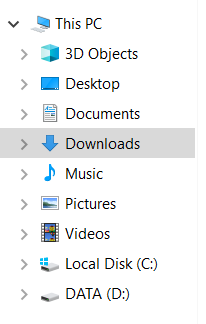 This PC
3D Objects
Desktop
Documents
Downloads
Music
Pictures
Videos
Local Disk (C:)
DATA (D:)